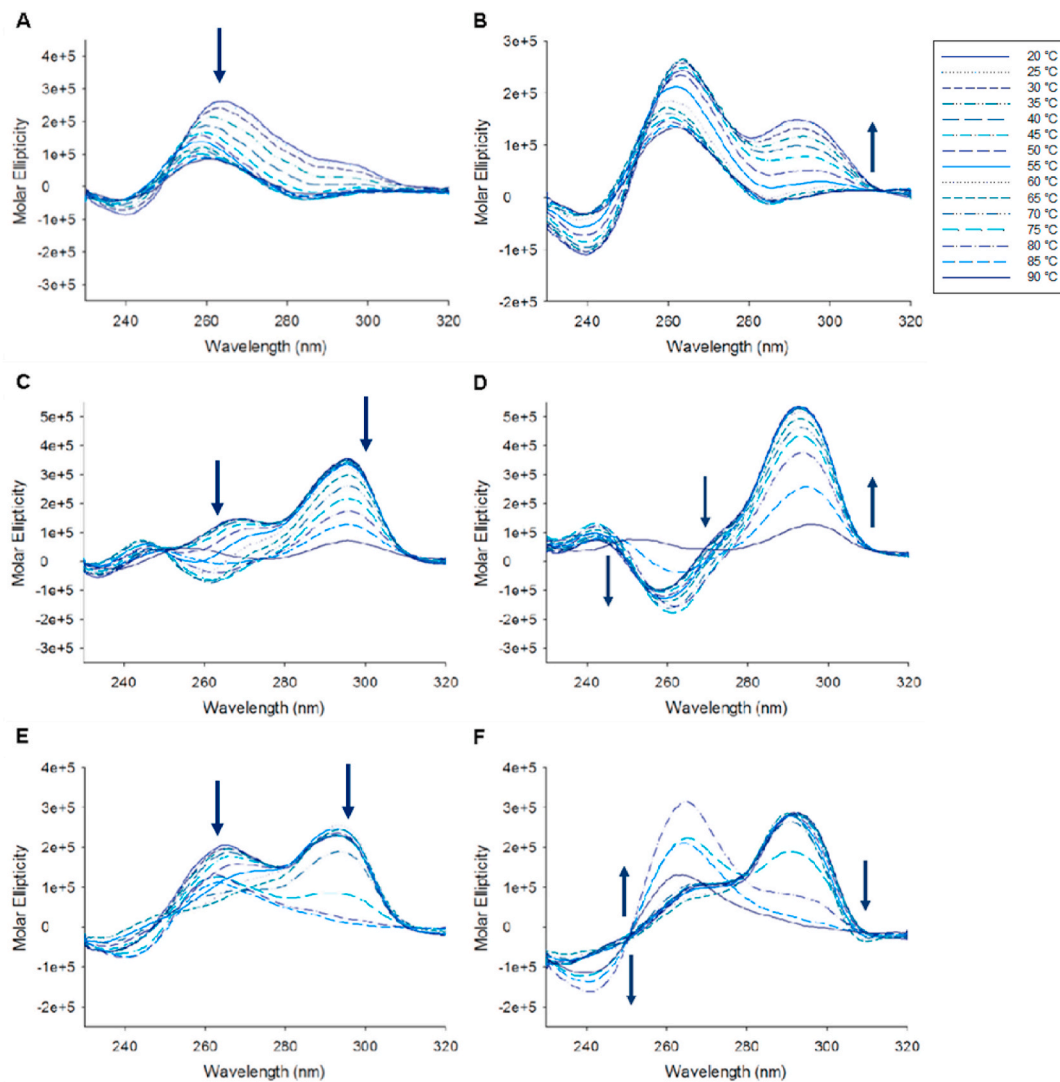 A
4e+5
3e+5
2e+5
1e+5
0
-1e+5
-2e+5
-3e+5
Molar Ellipticity
240 260 280 300 320
Wavelength (nm)
B
3e+5
2e+5
1e+5
0
-1e+5
-2e+5
Molar Ellipticity
240 260 280 300 320
Wavelength (nm)
20 °C
25 °C
30 °C
35 °C
40 °C
45 °C
50 °C
55 °C
60 °C
65 °C
70 °C
75 °C
80 °C
85 °C
90 °C
C
5e+5
4e+5
3e+5
2e+5
1e+5
0
-1e+5
-2e+5
-3e+5
Molar Ellipticity
240 260 280 300 320
Wavelength (nm)
D
5e+5
4e+5
3e+5
2e+5
1e+5
0
-1e+5
-2e+5
-3e+5
Molar Ellipticity
240 260 280 300 320
Wavelength (nm)
E
4e+5
3e+5
2e+5
1e+5
0
-1e+5
-2e+5
Molar Ellipticity
240 260 280 300 320
Wavelength (nm)
F
4e+5
3e+5
2e+5
1e+5
0
-1e+5
-2e+5
Molar Ellipticity
240 260 280 300 320
Wavelength (nm)